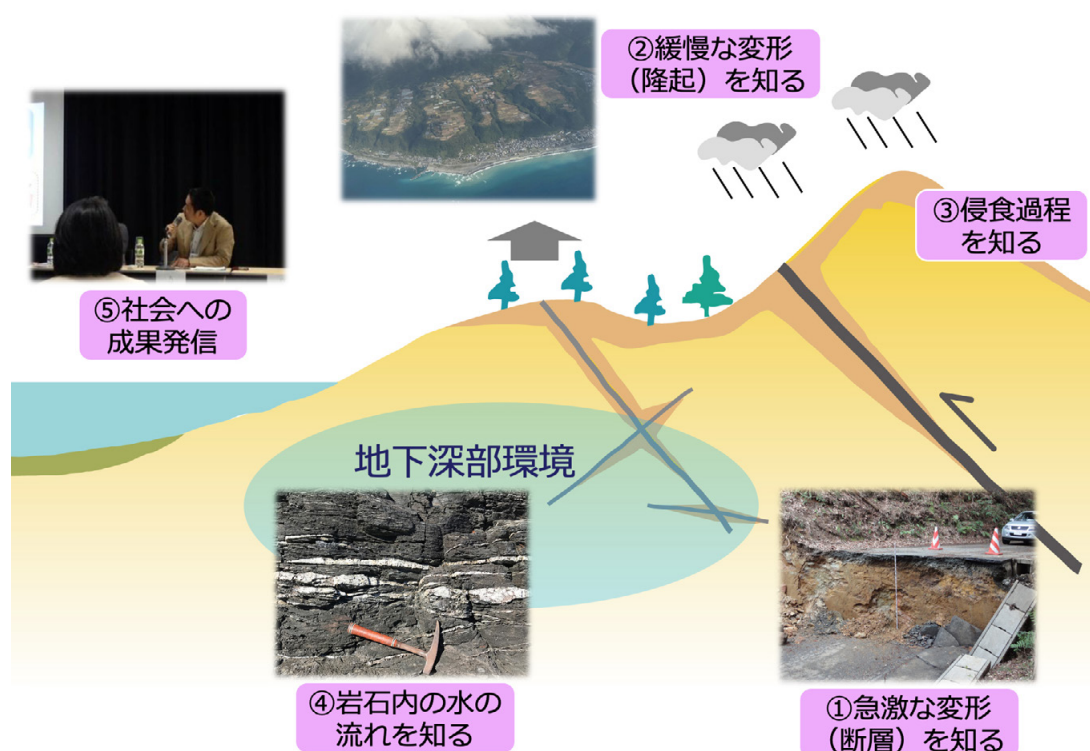 ②緩慢な変形
（隆起）を知る
③侵食過程
を知る
⑤社会への
成果発信
地下深部環境
④岩石内の水の
流れを知る
①急激な変形
（断層）を知る